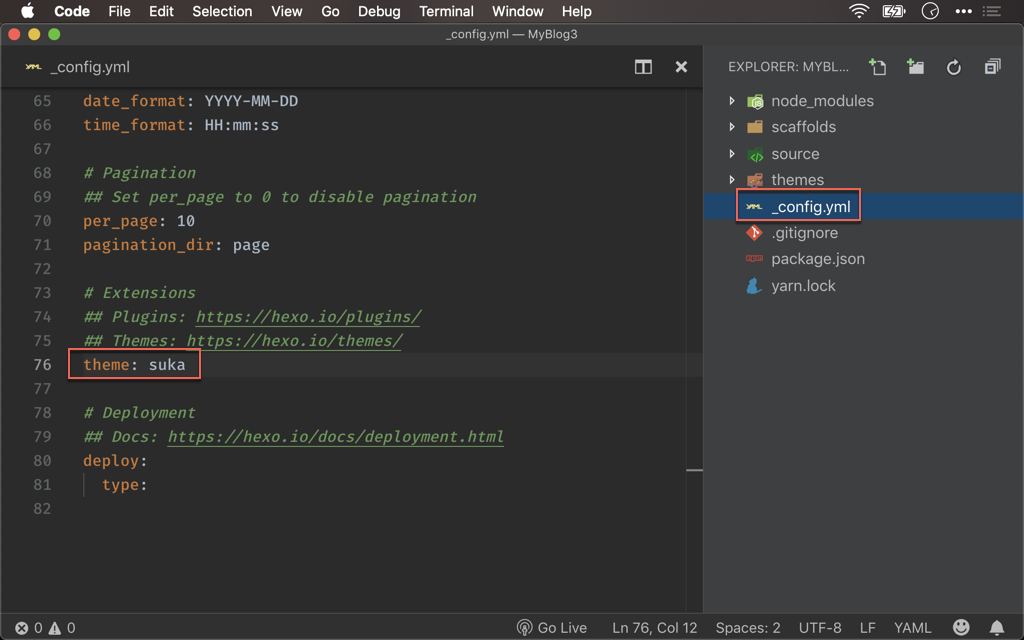 Code File Edit Selection View Go Debug Terminal Window Help
_config.yml — MyBlog3
_config.yml
EXPLORER: MYBL...
65 date_format: YYYY-MM-DD
66 time_format: HH:mm:ss
67
68 # Pagination
69 ## Set per_page to 0 to disable pagination
70 per_page: 10
71 pagination_dir: page
72
73 # Extensions
74 ## Plugins: https://hexo.io/plugins/
75 ## Themes: https://hexo.io/themes/
76 theme: suka
77
78 # Deployment
79 ## Docs: https://hexo.io/docs/deployment.html
80 deploy:
81 type:
82
node_modules
scaffolds
source
themes
_config.yml
.gitignore
package.json
yarn.lock
0 0 Go Live Ln 76, Col 12 Spaces: 2 UTF-8 LF YAML